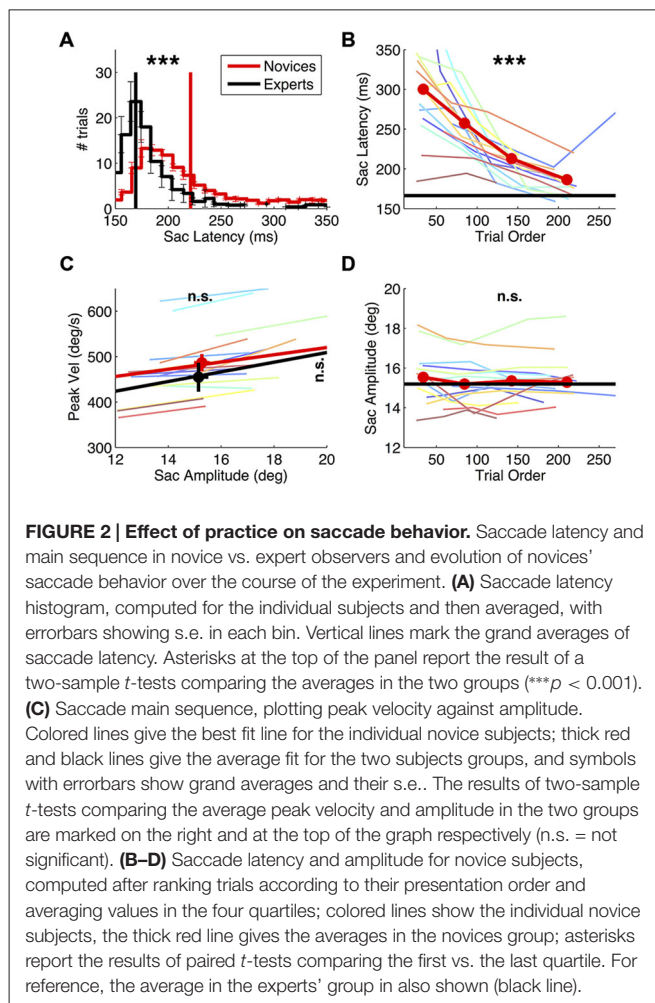 A
***
Novices
Experts
30
20
10
0
# trials
150 200 250 300 350
Sac Latency (ms)
B
***
350
300
250
200
150
Sac Latency (ms)
50 100 150 200 250
Trial Order
C
n.s.
600
500
400
300
Peak Vel (deg/s)
n.s.
12 14 16 18 20
Sac Amplitude (deg)
D
n.s.
20
18
16
14
12
Sac Amplitude (deg)
50 100 150 200 250
Trial Order
FIGURE 2 | Effect of practice on saccade behavior. Saccade latency and
main sequence in novice vs. expert observers and evolution of novices'
saccade behavior over the course of the experiment. (A) Saccade latency
histogram, computed for the individual subjects and then averaged, with
errorbars showing s.e. in each bin. Vertical lines mark the grand averages of
saccade latency. Asterisks at the top of the panel report the result of a
two-sample t-tests comparing the averages in the two groups (***p < 0.001).
(C) Saccade main sequence, plotting peak velocity against amplitude.
Colored lines give the best fit line for the individual novice subjects; thick red
and black lines give the average fit for the two subjects groups, and symbols
with errorbars show grand averages and their s.e.. The results of two-sample
t-tests comparing the average peak velocity and amplitude in the two groups
are marked on the right and at the top of the graph respectively (n.s. = not
significant). (B–D) Saccade latency and amplitude for novice subjects,
computed after ranking trials according to their presentation order and
averaging values in the four quartiles; colored lines show the individual novice
subjects, the thick red line gives the averages in the novices group; asterisks
report the results of paired t-tests comparing the first vs. the last quartile. For
reference, the average in the experts' group in also shown (black line).